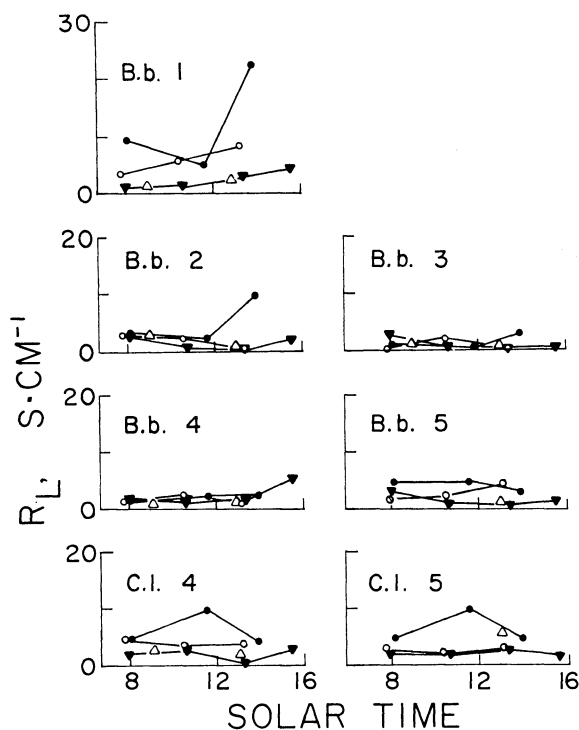 30
B.b. 1
0
20
B.b. 2
B.b. 3
0
20
B.b. 4
B.b. 5
0
20
C.l. 4
C.l. 5
0
8 12 16 8 12 16
SOLAR TIME
RL, S·CM⁻¹